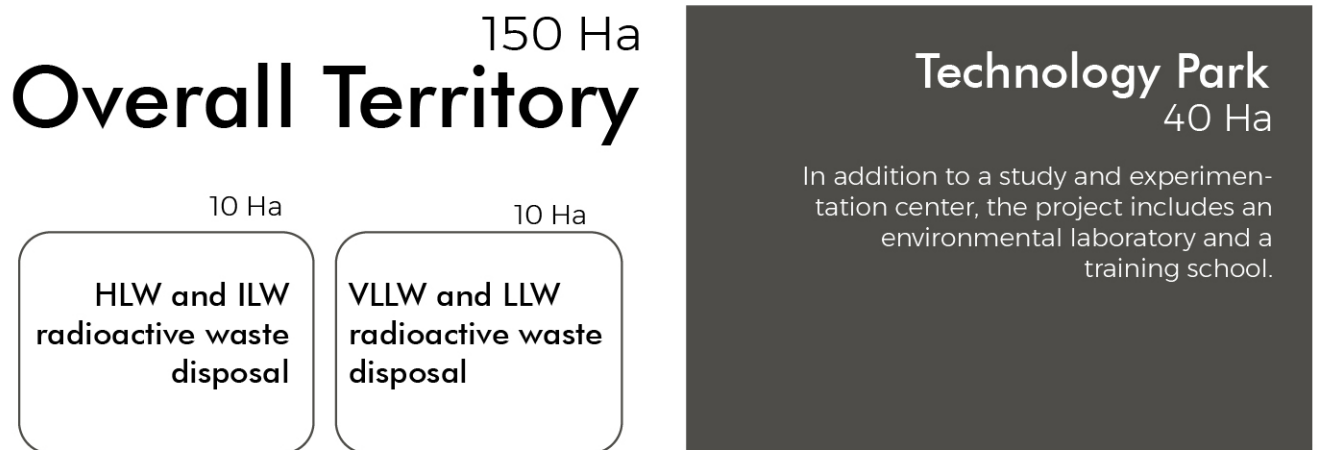 150 Ha
Overall Territory
10 Ha
HLW and ILW
radioactive waste
disposal
10 Ha
VLLW and LLW
radioactive waste
disposal
Technology Park
40 Ha
In addition to a study and experimen-
tation center, the project includes an
environmental laboratory and a
training school.